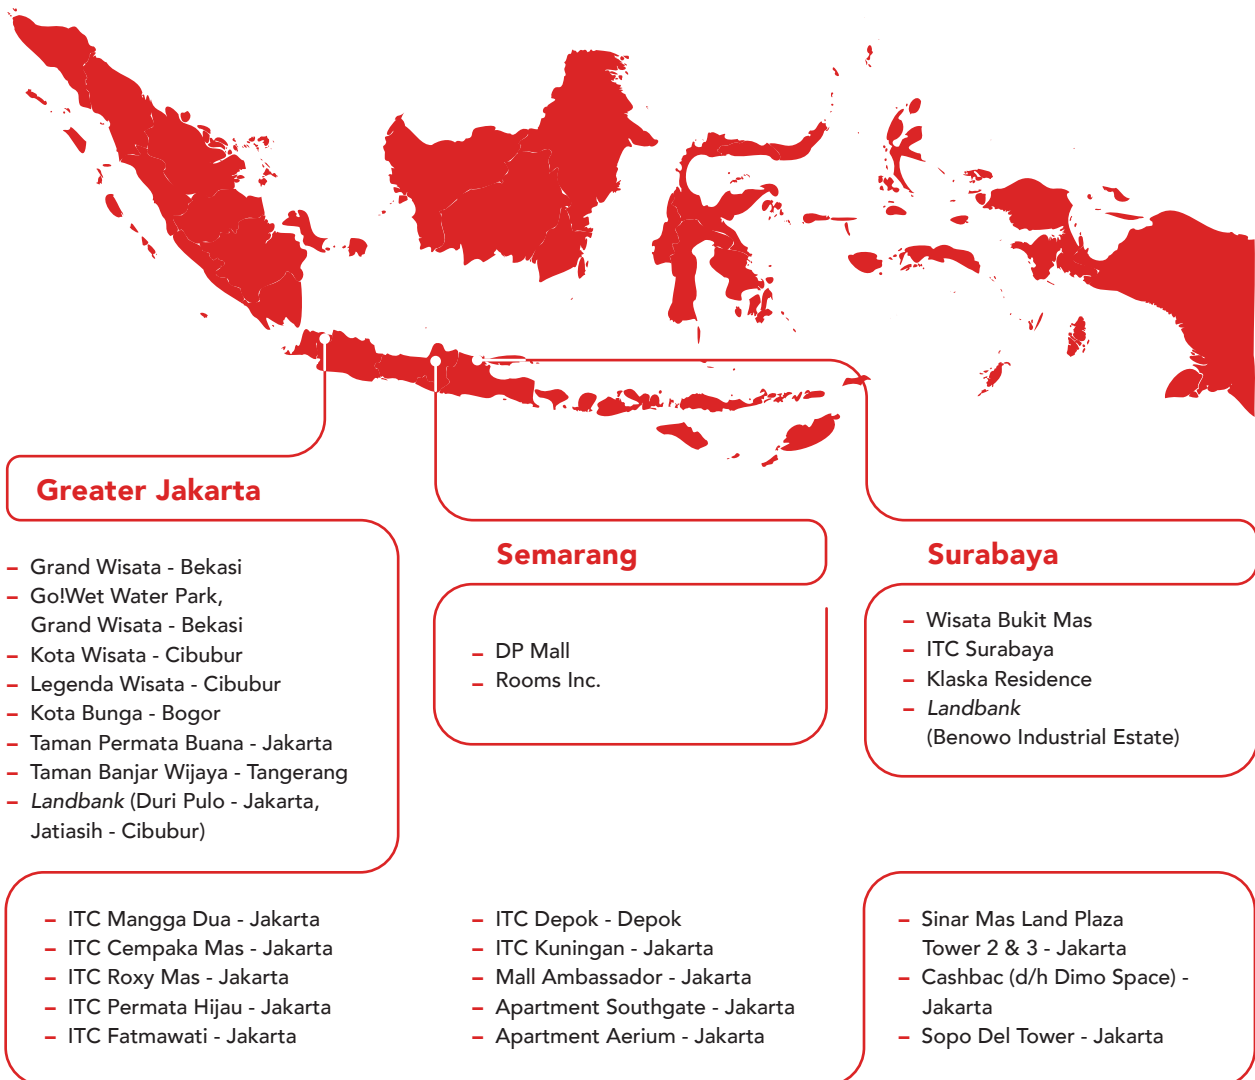 Greater Jakarta
– Grand Wisata - Bekasi
– Go!Wet Water Park,
Grand Wisata - Bekasi
– Kota Wisata - Cibubur
– Legenda Wisata - Cibubur
– Kota Bunga - Bogor
– Taman Permata Buana - Jakarta
– Taman Banjar Wijaya - Tangerang
– Landbank (Duri Pulo - Jakarta,
Jatiasih - Cibubur)
Semarang
– DP Mall
– Rooms Inc.
Surabaya
– Wisata Bukit Mas
– ITC Surabaya
– Klaska Residence
– Landbank
(Benowo Industrial Estate)
– ITC Mangga Dua - Jakarta
– ITC Cempaka Mas - Jakarta
– ITC Roxy Mas - Jakarta
– ITC Permata Hijau - Jakarta
– ITC Fatmawati - Jakarta
– ITC Depok - Depok
– ITC Kuningan - Jakarta
– Mall Ambassador - Jakarta
– Apartment Southgate - Jakarta
– Apartment Aerium - Jakarta
– Sinar Mas Land Plaza
Tower 2 & 3 - Jakarta
– Cashbac (d/h Dimo Space) -
Jakarta
– Sopo Del Tower - Jakarta